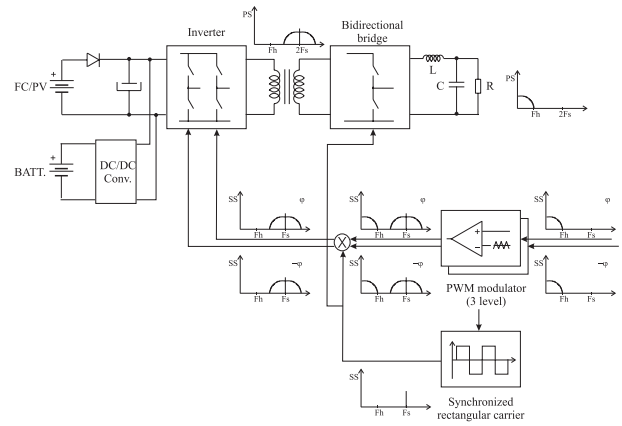 Inverter
Bidirectional
bridge
PS
Fh
2Fs
FC/PV
+
L
C
R
PS
Fh
2Fs
+
BATT.
DC/DC
Conv.
SS
φ
Fh
Fs
SS
φ
Fh
Fs
SS
φ
Fh
Fs
+
−
SS
−φ
Fh
Fs
SS
−φ
Fh
Fs
SS
−φ
Fh
Fs
PWM modulator
(3 level)
SS
Fh
Fs
Synchronized
rectangular carrier